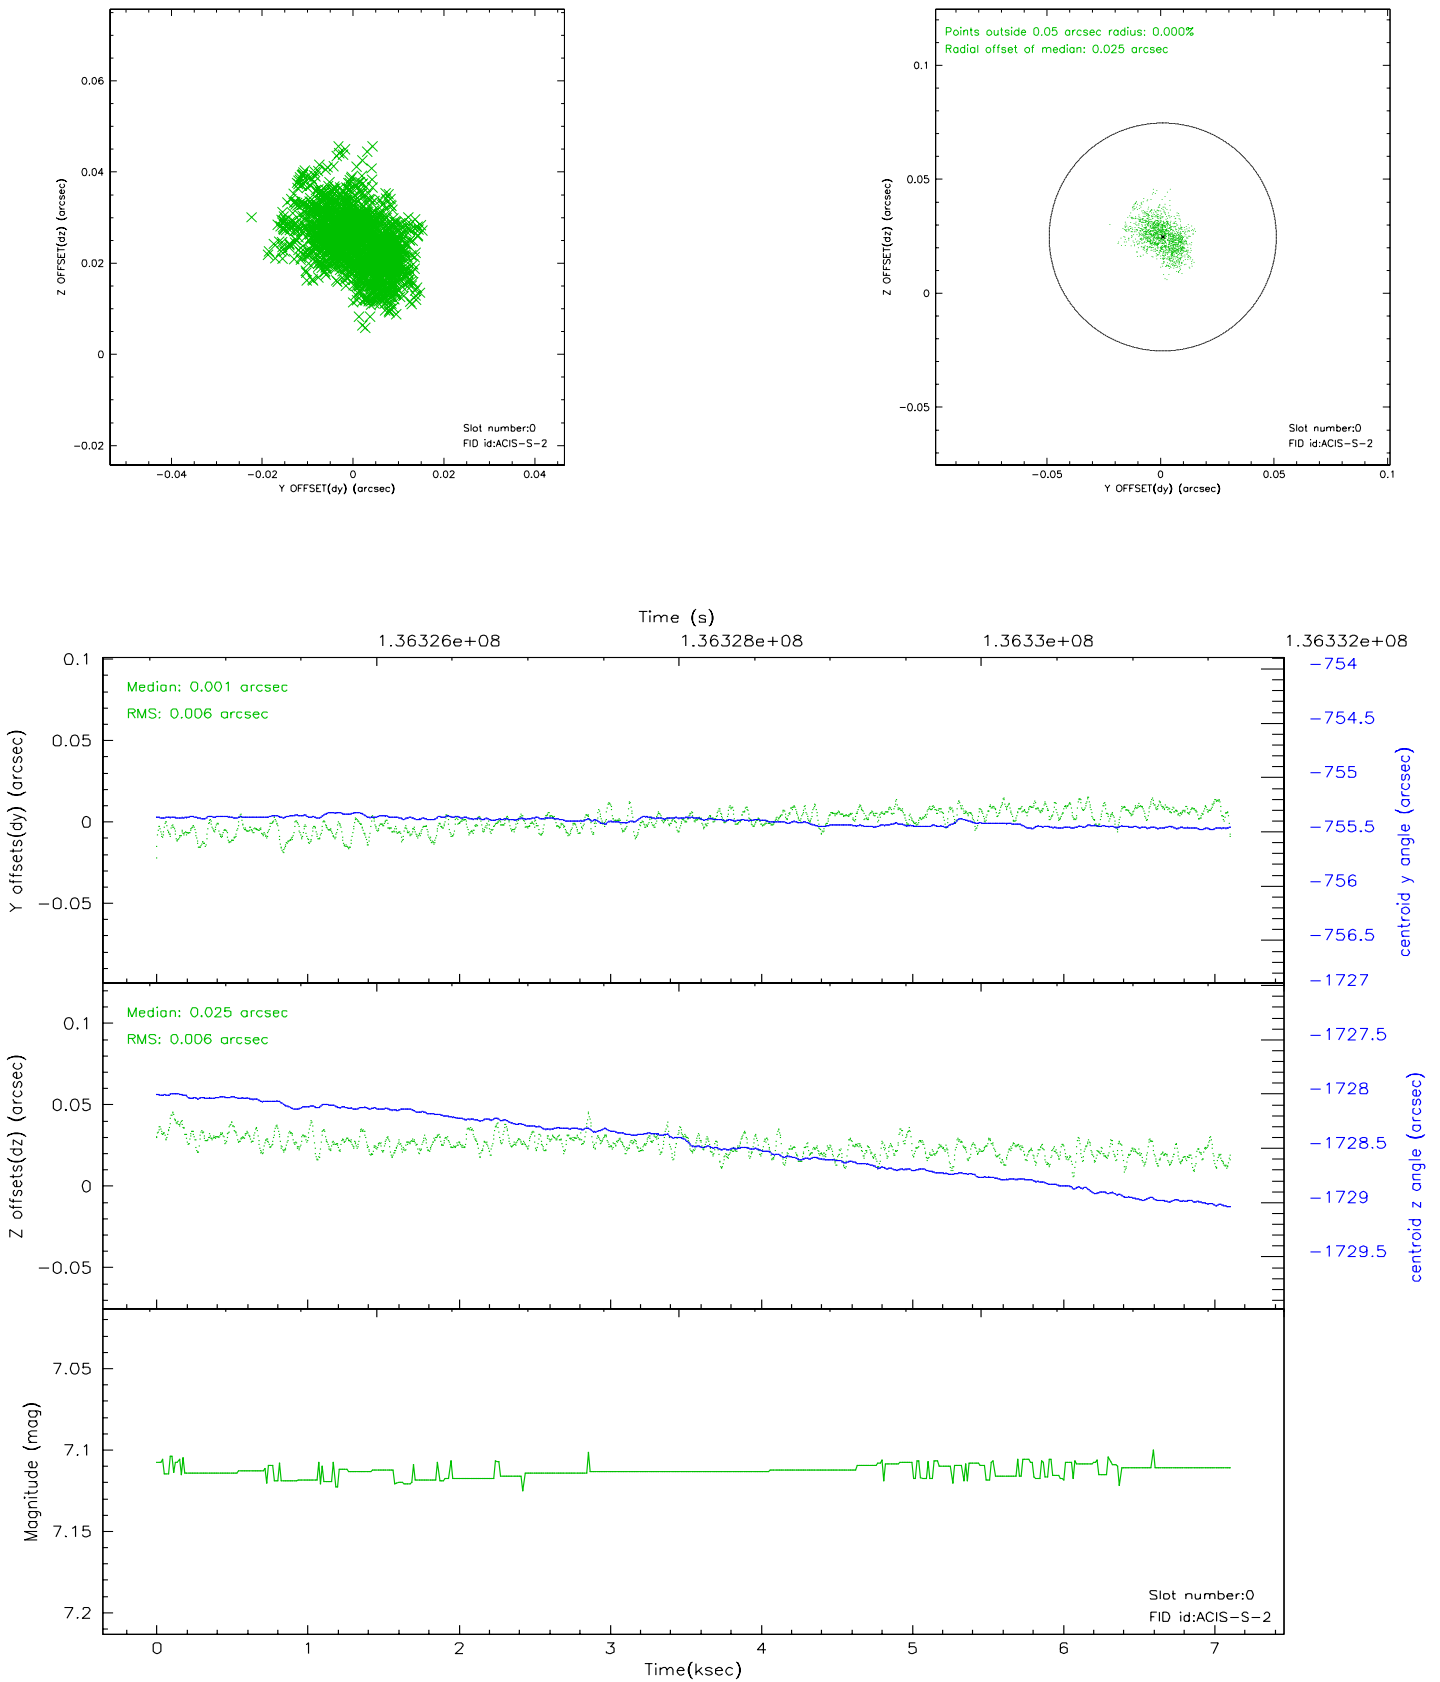 0.06
0.04
0.02
0
-0.02
Z OFFSET(dz) (arcsec)
-0.04
-0.02
0
0.02
0.04
Y OFFSET(dy) (arcsec)
Slot number:0
FID id:ACIS-S-2
Points outside 0.05 arcsec radius: 0.000%
Radial offset of median: 0.025 arcsec
0.1
0.05
0
-0.05
Z OFFSET(dz) (arcsec)
-0.05
0
0.05
0.1
Y OFFSET(dy) (arcsec)
Slot number:0
FID id:ACIS-S-2
Time (s)
1.36326e+08
1.36328e+08
1.3633e+08
1.36332e+08
0.1
0.05
0
-0.05
Y offsets(dy) (arcsec)
Median: 0.001 arcsec
RMS: 0.006 arcsec
-754
-754.5
-755
-755.5
-756
-756.5
centroid y angle (arcsec)
0.1
0.05
0
-0.05
Z offsets(dz) (arcsec)
Median: 0.025 arcsec
RMS: 0.006 arcsec
-1727
-1727.5
-1728
-1728.5
-1729
-1729.5
centroid z angle (arcsec)
7.05
7.1
7.15
7.2
Magnitude (mag)
Slot number:0
FID id:ACIS-S-2
0
1
2
3
4
5
6
7
Time(ksec)